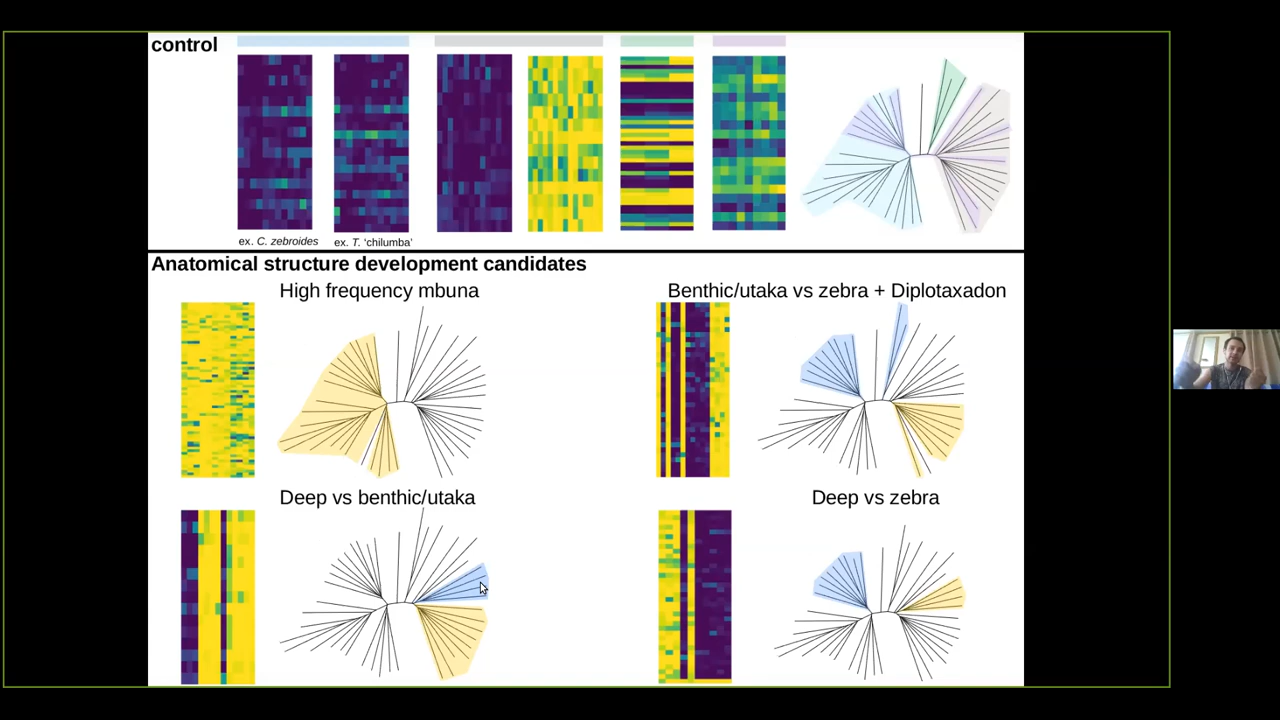 control
ex. C. zebroides
ex. T. 'chilumba'
Anatomical structure development candidates
High frequency mbuna
Benthic/utaka vs zebra + Diplotaxadon
Deep vs benthic/utaka
Deep vs zebra